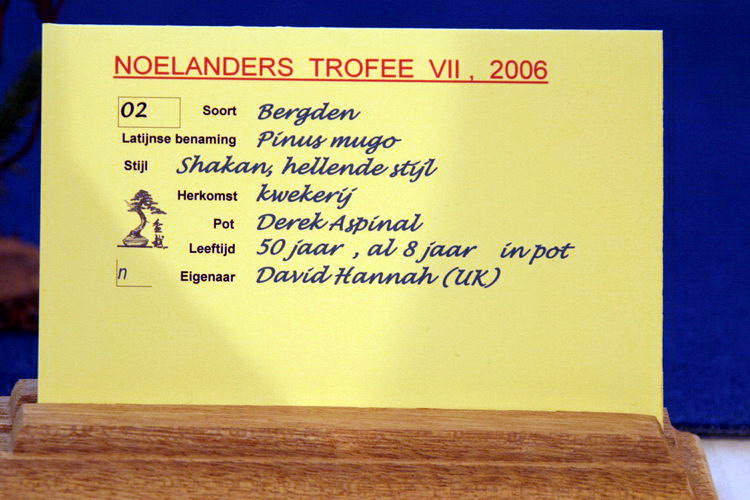 NOELANDERS TROFEE VII , 2006
02 Soort Bergden
Latijnse benaming Pinus mugo
Stijl Shakan, hellende stijl
Herkomst kwekerij
Pot Derek Aspinal
Leeftijd 50 jaar , al 8 jaar in pot
n Eigenaar David Hannah (UK)